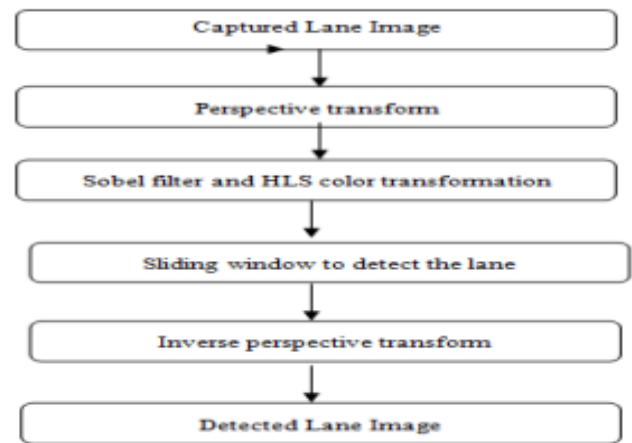 Captured Lane Image
Perspective transform
Sobel filter and HLS color transformation
Sliding window to detect the lane
Inverse perspective transform
Detected Lane Image